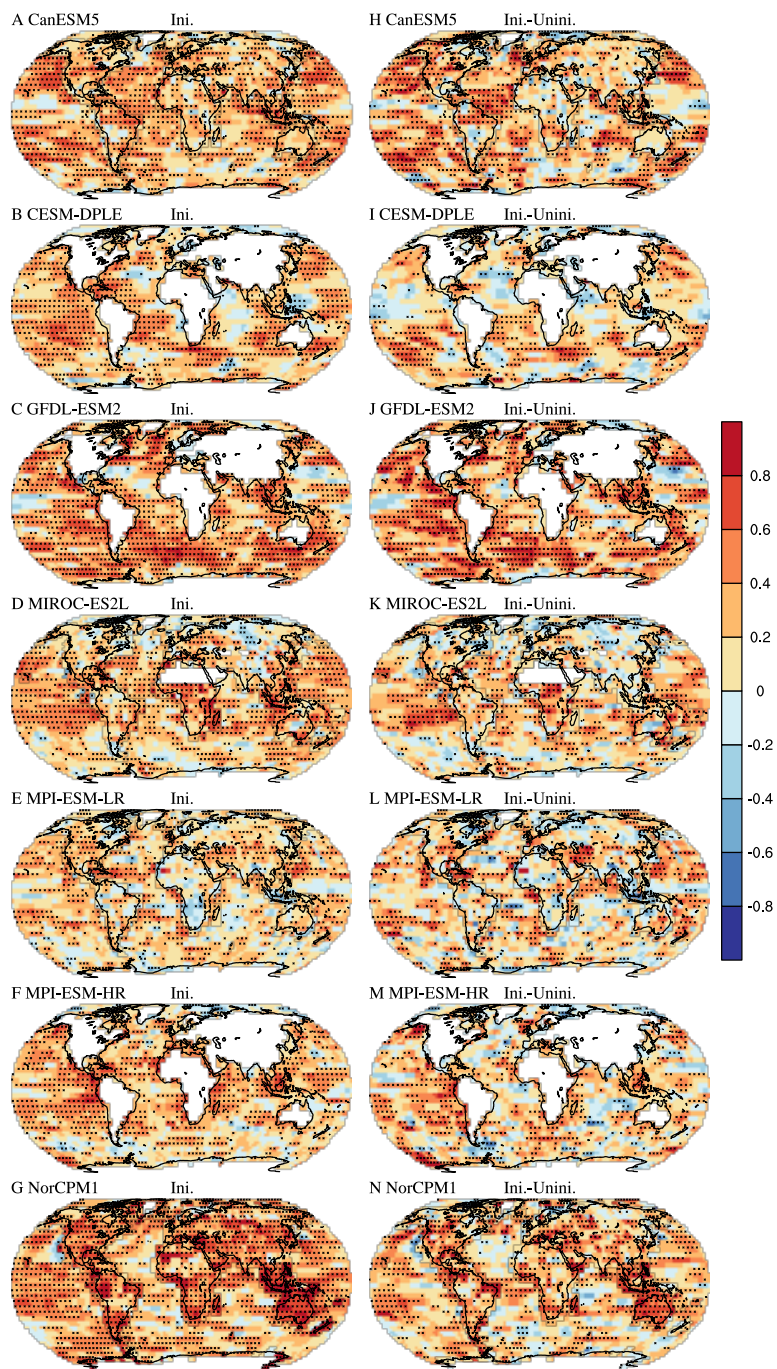 A CanESM5 Ini. H CanESM5 Ini.-Unini.
B CESM-DPLE Ini. I CESM-DPLE Ini.-Unini.
C GFDL-ESM2 Ini. J GFDL-ESM2 Ini.-Unini.
0.8
0.6
0.4
D MIROC-ES2L Ini. K MIROC-ES2L Ini.-Unini.
0.2
0
-0.2
-0.4
E MPI-ESM-LR Ini. L MPI-ESM-LR Ini.-Unini.
-0.6
-0.8
F MPI-ESM-HR Ini. M MPI-ESM-HR Ini.-Unini.
G NorCPM1 Ini. N NorCPM1 Ini.-Unini.